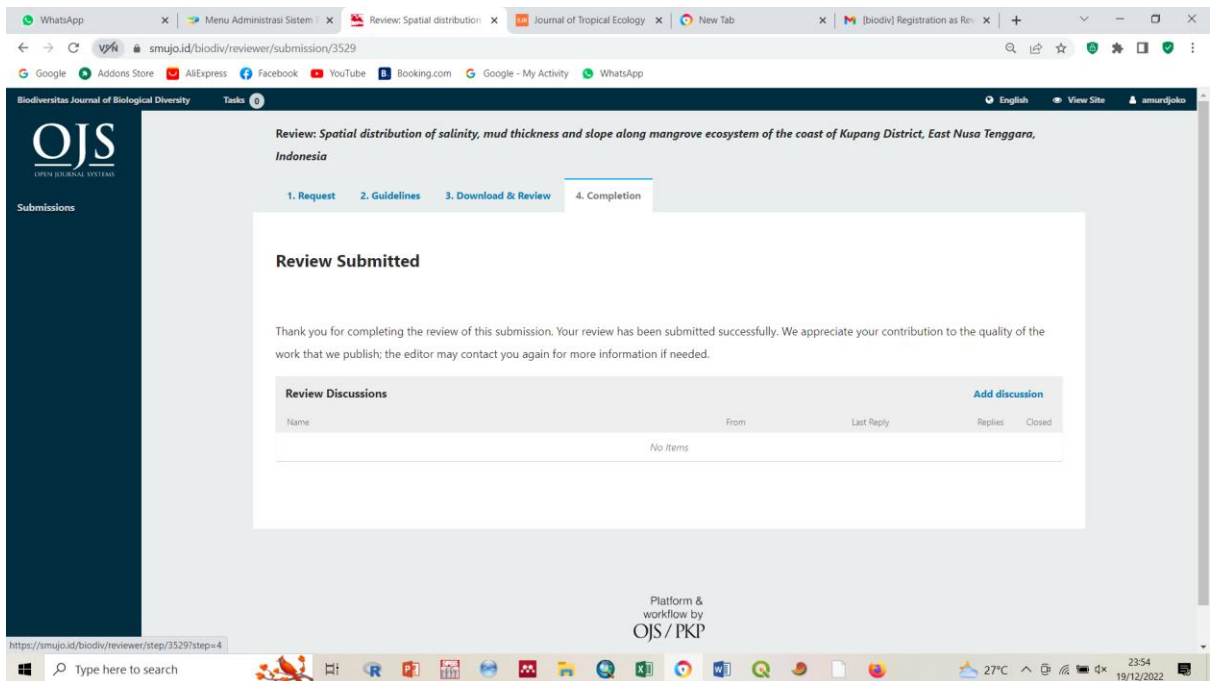 WhatsApp
Menu Administrasi Sistem
Review: Spatial distribution
Journal of Tropical Ecology
New Tab
[biodiv] Registration as Rev
VPN
smujo.id/biodiv/reviewer/submission/3529
Google Addons Store AliExpress Facebook YouTube Booking.com Google - My Activity WhatsApp
Biodiversitas Journal of Biological Diversity Tasks 0 English View Site amurdjoko
OJS
OPEN JOURNAL SYSTEMS
Submissions
Review: Spatial distribution of salinity, mud thickness and slope along mangrove ecosystem of the coast of Kupang District, East Nusa Tenggara,
Indonesia
1. Request 2. Guidelines 3. Download & Review 4. Completion
Review Submitted
Thank you for completing the review of this submission. Your review has been submitted successfully. We appreciate your contribution to the quality of the
work that we publish; the editor may contact you again for more information if needed.
Review Discussions Add discussion
Name From Last Reply Replies Closed
No Items
Platform &
workflow by
OJS / PKP
https://smujo.id/biodiv/reviewer/step/3529?step=4
Type here to search
27°C
23:54
19/12/2022